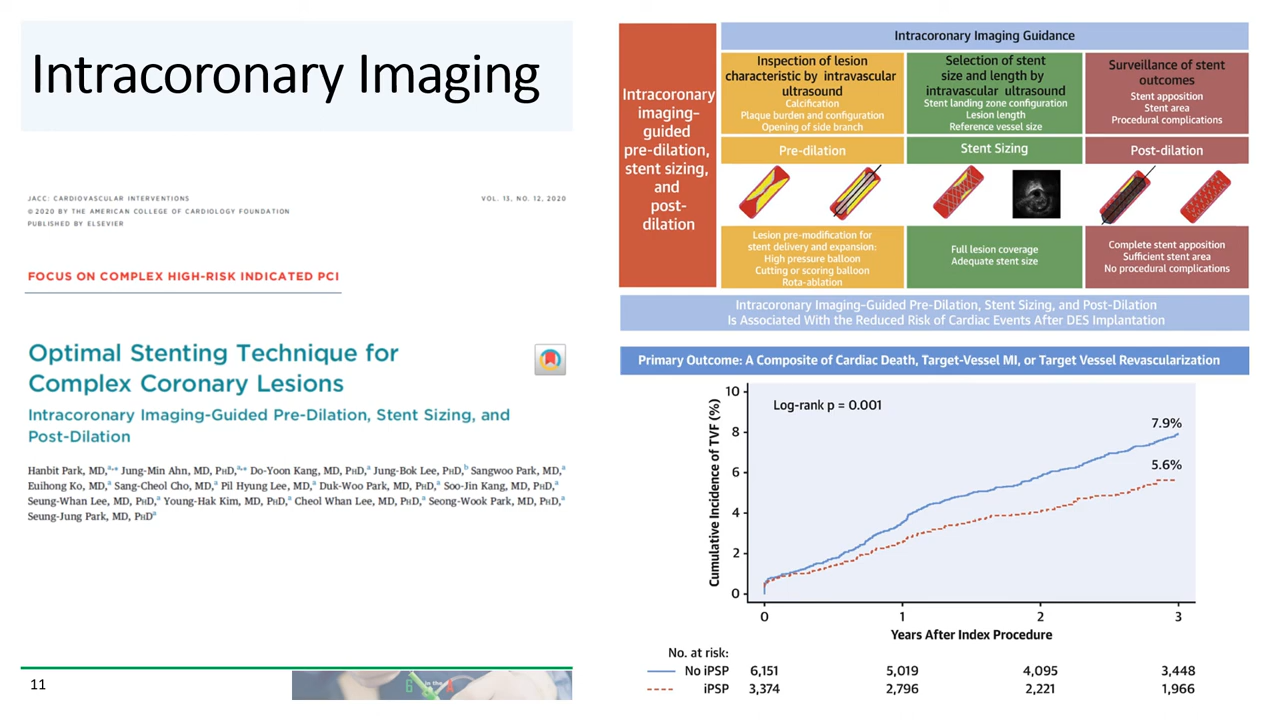 Intracoronary Imaging
JACC: CARDIOVASCULAR INTERVENTIONS
VOL. 13, NO. 12, 2020
© 2020 BY THE AMERICAN COLLEGE OF CARDIOLOGY FOUNDATION
PUBLISHED BY ELSEVIER
FOCUS ON COMPLEX HIGH-RISK INDICATED PCI
Optimal Stenting Technique for
Complex Coronary Lesions
Intracoronary Imaging-Guided Pre-Dilation, Stent Sizing, and
Post-Dilation
Hanbit Park, MD,a,* Jung-Min Ahn, MD, PhD,a,* Do-Yoon Kang, MD, PhD,a Jung-Bok Lee, PhD,b Sangwoo Park, MD,a
Euihong Ko, MD,a Sang-Cheol Cho, MD,a Pil Hyung Lee, MD,a Duk-Woo Park, MD, PhD,a Soo-Jin Kang, MD, PhD,a
Seung-Whan Lee, MD, PhD,a Young-Hak Kim, MD, PhD,a Cheol Whan Lee, MD, PhD,a Seong-Wook Park, MD, PhD,a
Seung-Jung Park, MD, PhDa
11
in the
Intracoronary
imaging-
guided
pre-dilation,
stent sizing,
and
post-
dilation
Intracoronary Imaging Guidance
Inspection of lesion
characteristic by intravascular
ultrasound
Calcification
Plaque burden and configuration
Opening of side branch
Selection of stent
size and length by
intravascular ultrasound
Stent landing zone configuration
Lesion length
Reference vessel size
Surveillance of stent
outcomes
Stent apposition
Stent area
Procedural complications
Pre-dilation
Stent Sizing
Post-dilation
Lesion pre-modification for
stent delivery and expansion:
High pressure balloon
Cutting or scoring balloon
Rota-ablation
Full lesion coverage
Adequate stent size
Complete stent apposition
Sufficient stent area
No procedural complications
Intracoronary Imaging–Guided Pre-Dilation, Stent Sizing, and Post-Dilation
Is Associated With the Reduced Risk of Cardiac Events After DES Implantation
Primary Outcome: A Composite of Cardiac Death, Target-Vessel MI, or Target Vessel Revascularization
Cumulative Incidence of TVF (%)
10
8
6
4
2
0
Log-rank p = 0.001
7.9%
5.6%
0 1 2 3
Years After Index Procedure
No. at risk:
No iPSP 6,151 5,019 4,095 3,448
iPSP 3,374 2,796 2,221 1,966